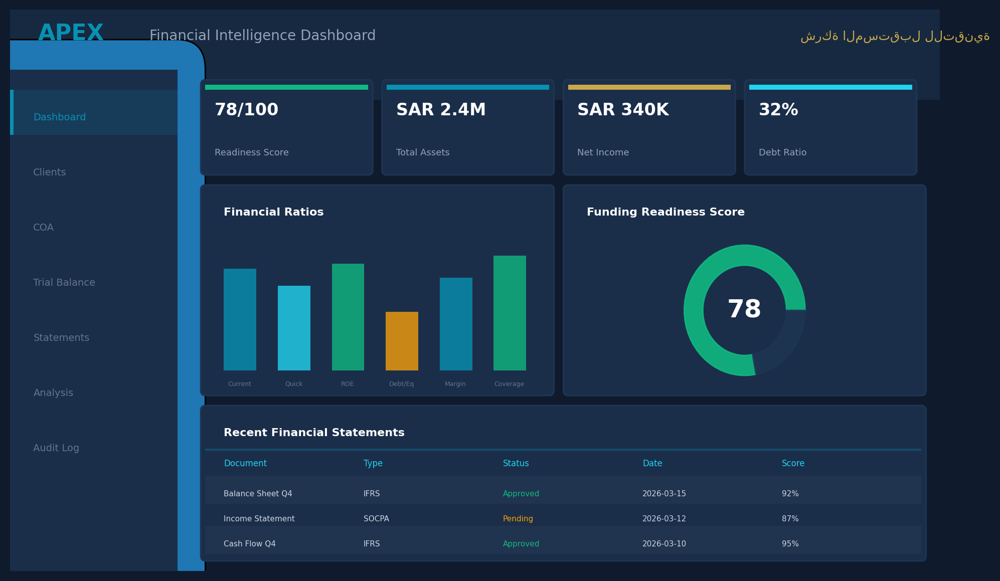 APEX
Financial Intelligence Dashboard
شركة المستقبل للتقنية
Dashboard
Clients
COA
Trial Balance
Statements
Analysis
Audit Log
78/100
Readiness Score
SAR 2.4M
Total Assets
SAR 340K
Net Income
32%
Debt Ratio
Financial Ratios
Current Quick ROE Debt/Eq Margin Coverage
Funding Readiness Score
78
Recent Financial Statements
Document Type Status Date Score
Balance Sheet Q4 IFRS Approved 2026-03-15 92%
Income Statement SOCPA Pending 2026-03-12 87%
Cash Flow Q4 IFRS Approved 2026-03-10 95%